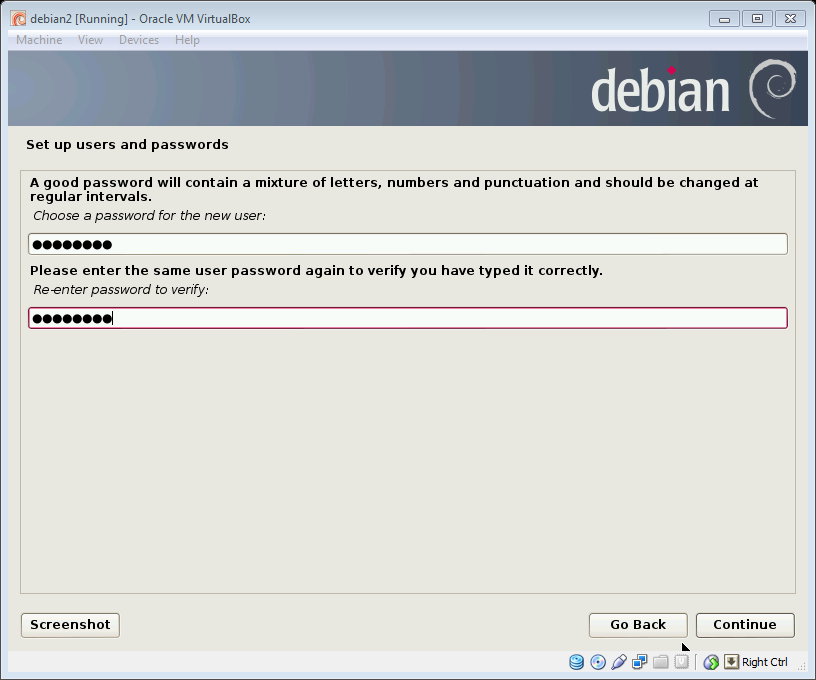 debian2 [Running] - Oracle VM VirtualBox
Machine View Devices Help
debian
Set up users and passwords
A good password will contain a mixture of letters, numbers and punctuation and should be changed at
regular intervals.
Choose a password for the new user:
●●●●●●●●
Please enter the same user password again to verify you have typed it correctly.
Re-enter password to verify:
●●●●●●●●
Screenshot
Go Back
Continue
Right Ctrl